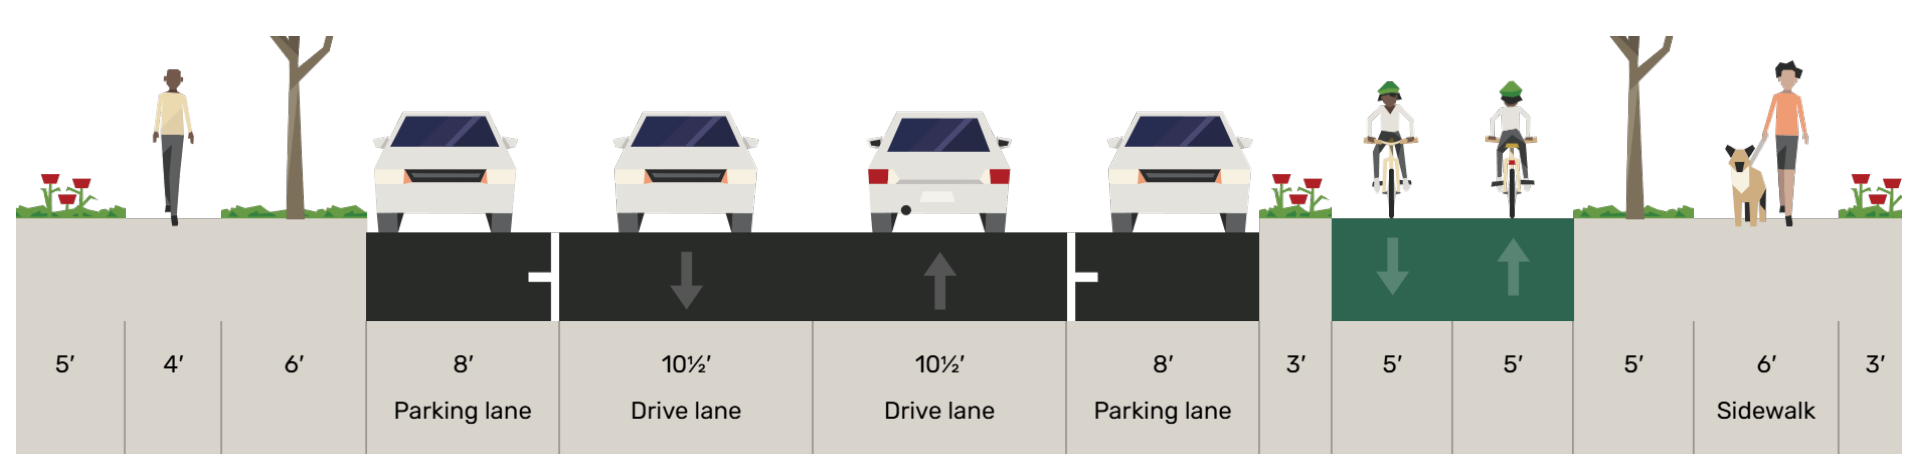 5′ 4′ 6′ 8′ 10½′ 10½′ 8′ 3′ 5′ 5′ 5′ 6′ 3′
Parking lane Drive lane Drive lane Parking lane Sidewalk